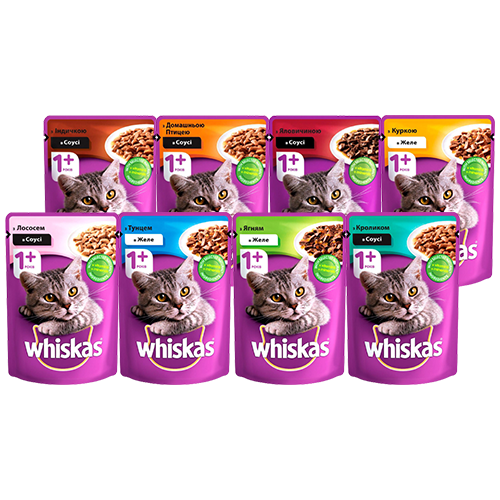 з Індичкою
в Соусі
1+
РОКІВ
з Домашньою
Птицею
в Соусі
1+
РОКІВ
з Яловичиною
в Соусі
1+
РОКІВ
з Куркою
в Желе
1+
РОКІВ
з Лососем
в Соусі
1+
РОКІВ
whiskas
з Тунцем
в Желе
1+
РОКІВ
whiskas
з Ягням
в Желе
1+
РОКІВ
whiskas
з Кроликом
в Соусі
1+
РОКІВ
whiskas